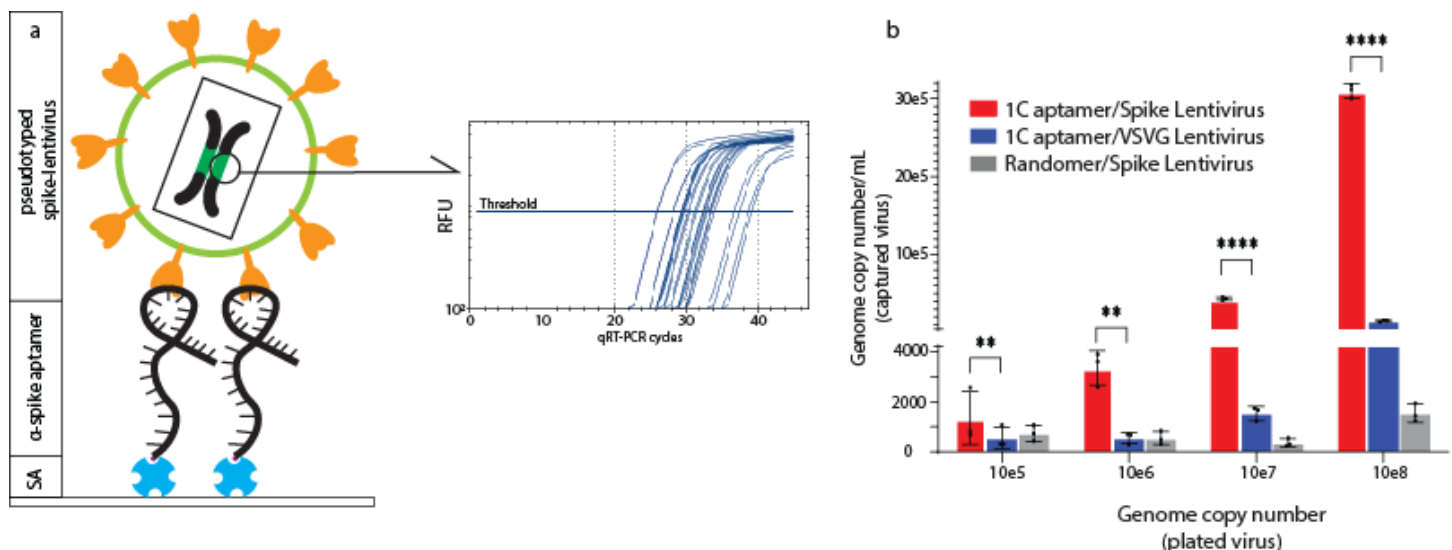 a
pseudotyped
spike-lentivirus
α-spike aptamer
SA
RFU
Threshold
10²
0
10
20
30
40
qRT-PCR cycles
b
****
****
**
**
1C aptamer/Spike Lentivirus
1C aptamer/VSVG Lentivirus
Randomer/Spike Lentivirus
Genome copy number/mL
(captured virus)
30e5
20e5
10e5
4000
2000
0
10e5
10e6
10e7
10e8
Genome copy number
(plated virus)